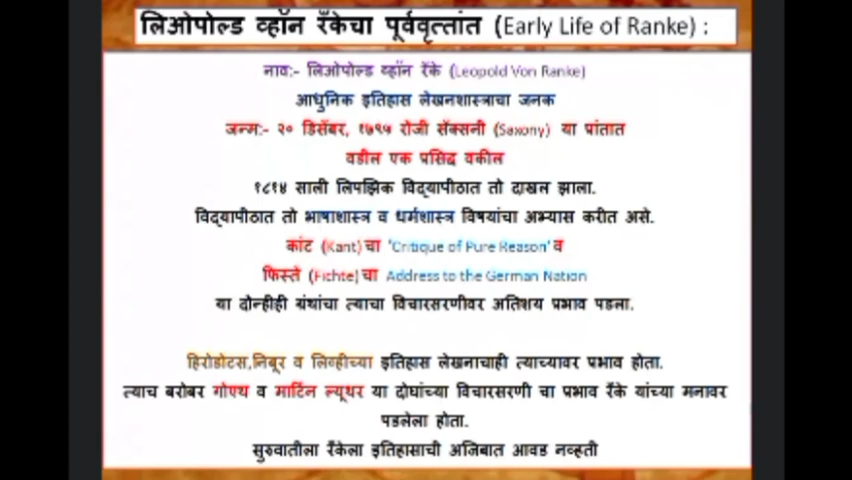 लिओपोल्ड व्हॉन रँकेचा पूर्ववृत्तांत (Early Life of Ranke) :
नाव:- लिओपोल्ड व्हॉन रँके (Leopold Von Ranke)
आधुनिक इतिहास लेखनशास्त्राचा जनक
जन्म:- २० डिसेंबर, १७९५ रोजी सॅक्सनी (Saxony) या प्रांतात
वडील एक प्रसिद्ध वकील
१८१४ साली लिपझिक विद्यापीठात तो दाखल झाला.
विद्यापीठात तो भाषाशास्त्र व धर्मशास्त्र विषयांचा अभ्यास करीत असे.
कांट (Kant) चा 'Critique of Pure Reason' व
फिस्ते (Fichte) चा Address to the German Nation
या दोन्हीही ग्रंथांचा त्याचा विचारसरणीवर अतिशय प्रभाव पडला.
हिरोडोटस,निबूर व लिव्हीच्या इतिहास लेखनाचाही त्याच्यावर प्रभाव होता.
त्याच बरोबर गोएथ व मार्टिन ल्यूथर या दोघांच्या विचारसरणी चा प्रभाव रँके यांच्या मनावर
पडलेला होता.
सुरुवातीला रँकेला इतिहासाची अजिबात आवड नव्हती